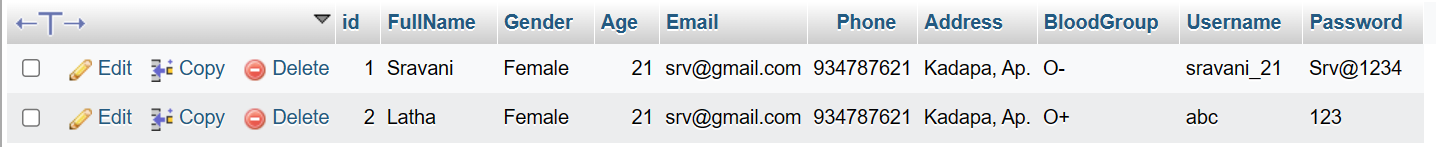 id FullName Gender Age Email Phone Address BloodGroup Username Password
Edit Copy Delete 1 Sravani Female 21 srv@gmail.com 934787621 Kadapa, Ap. O- sravani_21 Srv@1234
Edit Copy Delete 2 Latha Female 21 srv@gmail.com 934787621 Kadapa, Ap. O+ abc 123